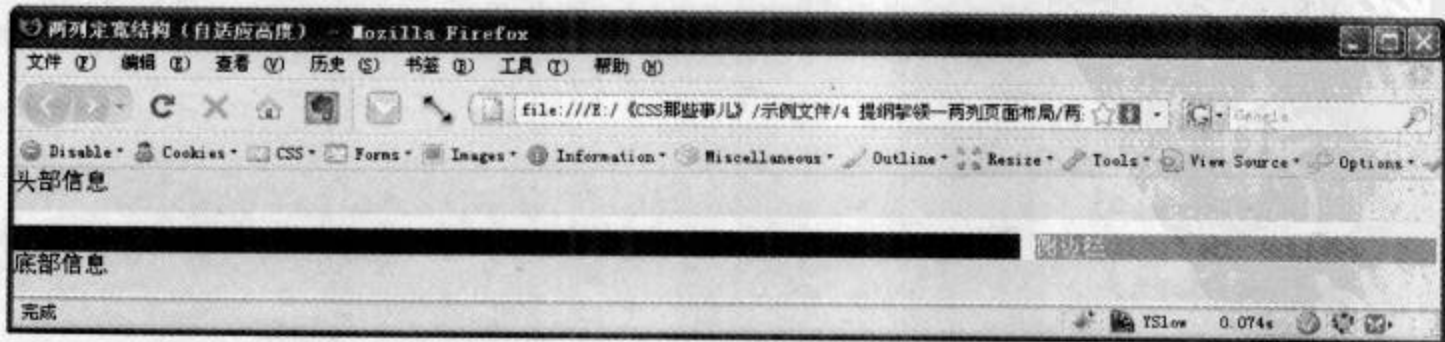 两列定宽结构（自适应高度） - Mozilla Firefox
文件 (F) 编辑 (E) 查看 (V) 历史 (S) 书签 (B) 工具 (T) 帮助 (H)
file:///E:/《CSS那些事儿》/示例文件/4 提纲挈领—两列页面布局/两 Google
Disable Cookies CSS Forms Images Information Miscellaneous Outline Resize Tools View Source Options
头部信息
侧边栏
底部信息
完成 YSlow 0.074s